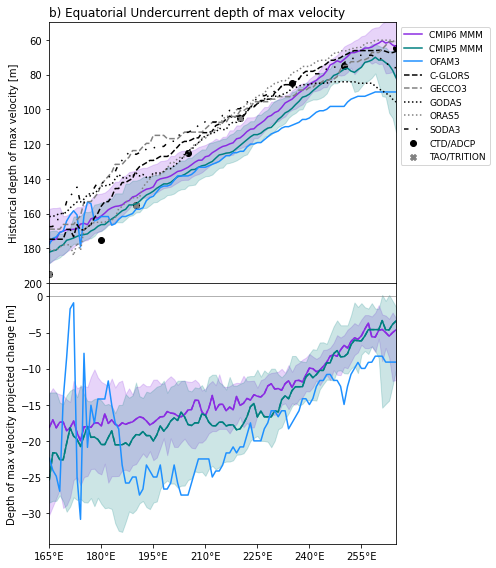 b) Equatorial Undercurrent depth of max velocity
Historical depth of max velocity [m]
60
80
100
120
140
160
180
200
CMIP6 MMM
CMIP5 MMM
OFAM3
C-GLORS
GECCO3
GODAS
ORAS5
SODA3
CTD/ADCP
TAO/TRITION
Depth of max velocity projected change [m]
0
−5
−10
−15
−20
−25
−30
165°E 180°E 195°E 210°E 225°E 240°E 255°E